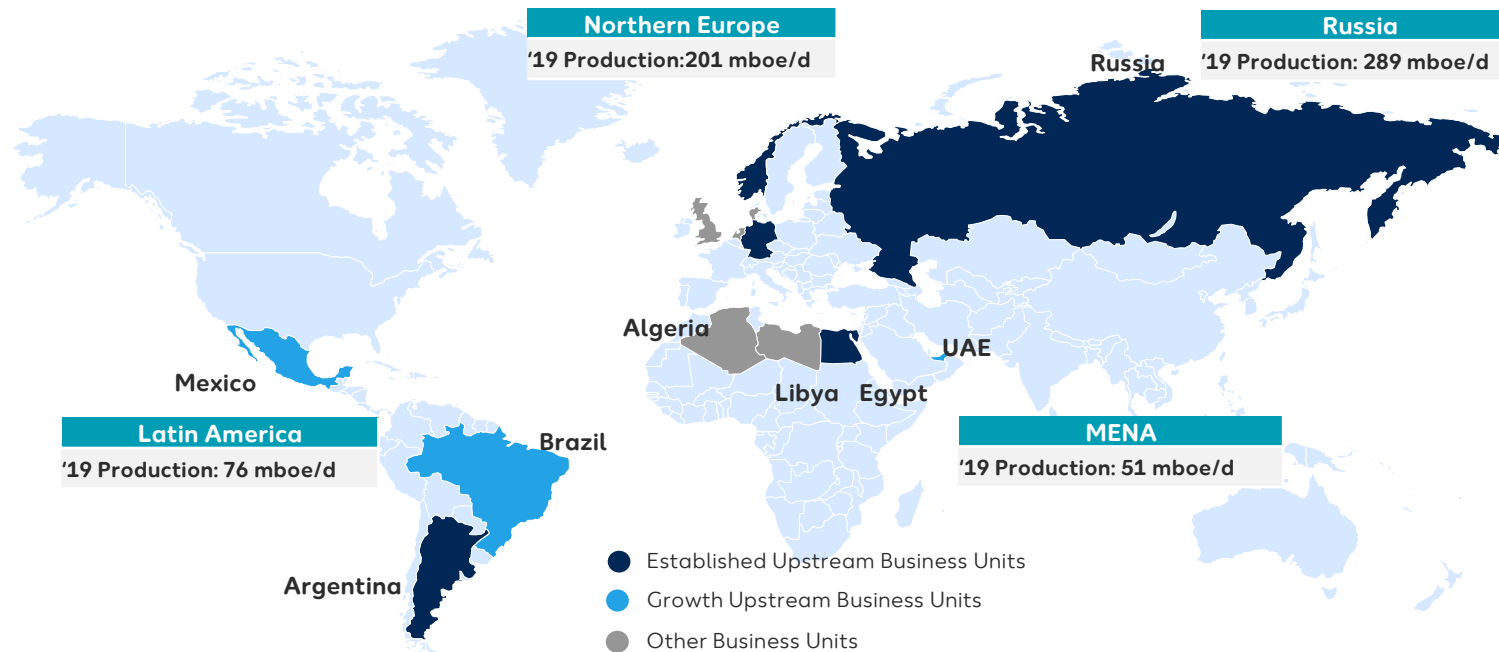 Northern Europe
'19 Production:201 mboe/d
Russia
'19 Production: 289 mboe/d
Russia
Algeria
UAE
Mexico
Libya
Egypt
Latin America
'19 Production: 76 mboe/d
Brazil
MENA
'19 Production: 51 mboe/d
Argentina
Established Upstream Business Units
Growth Upstream Business Units
Other Business Units